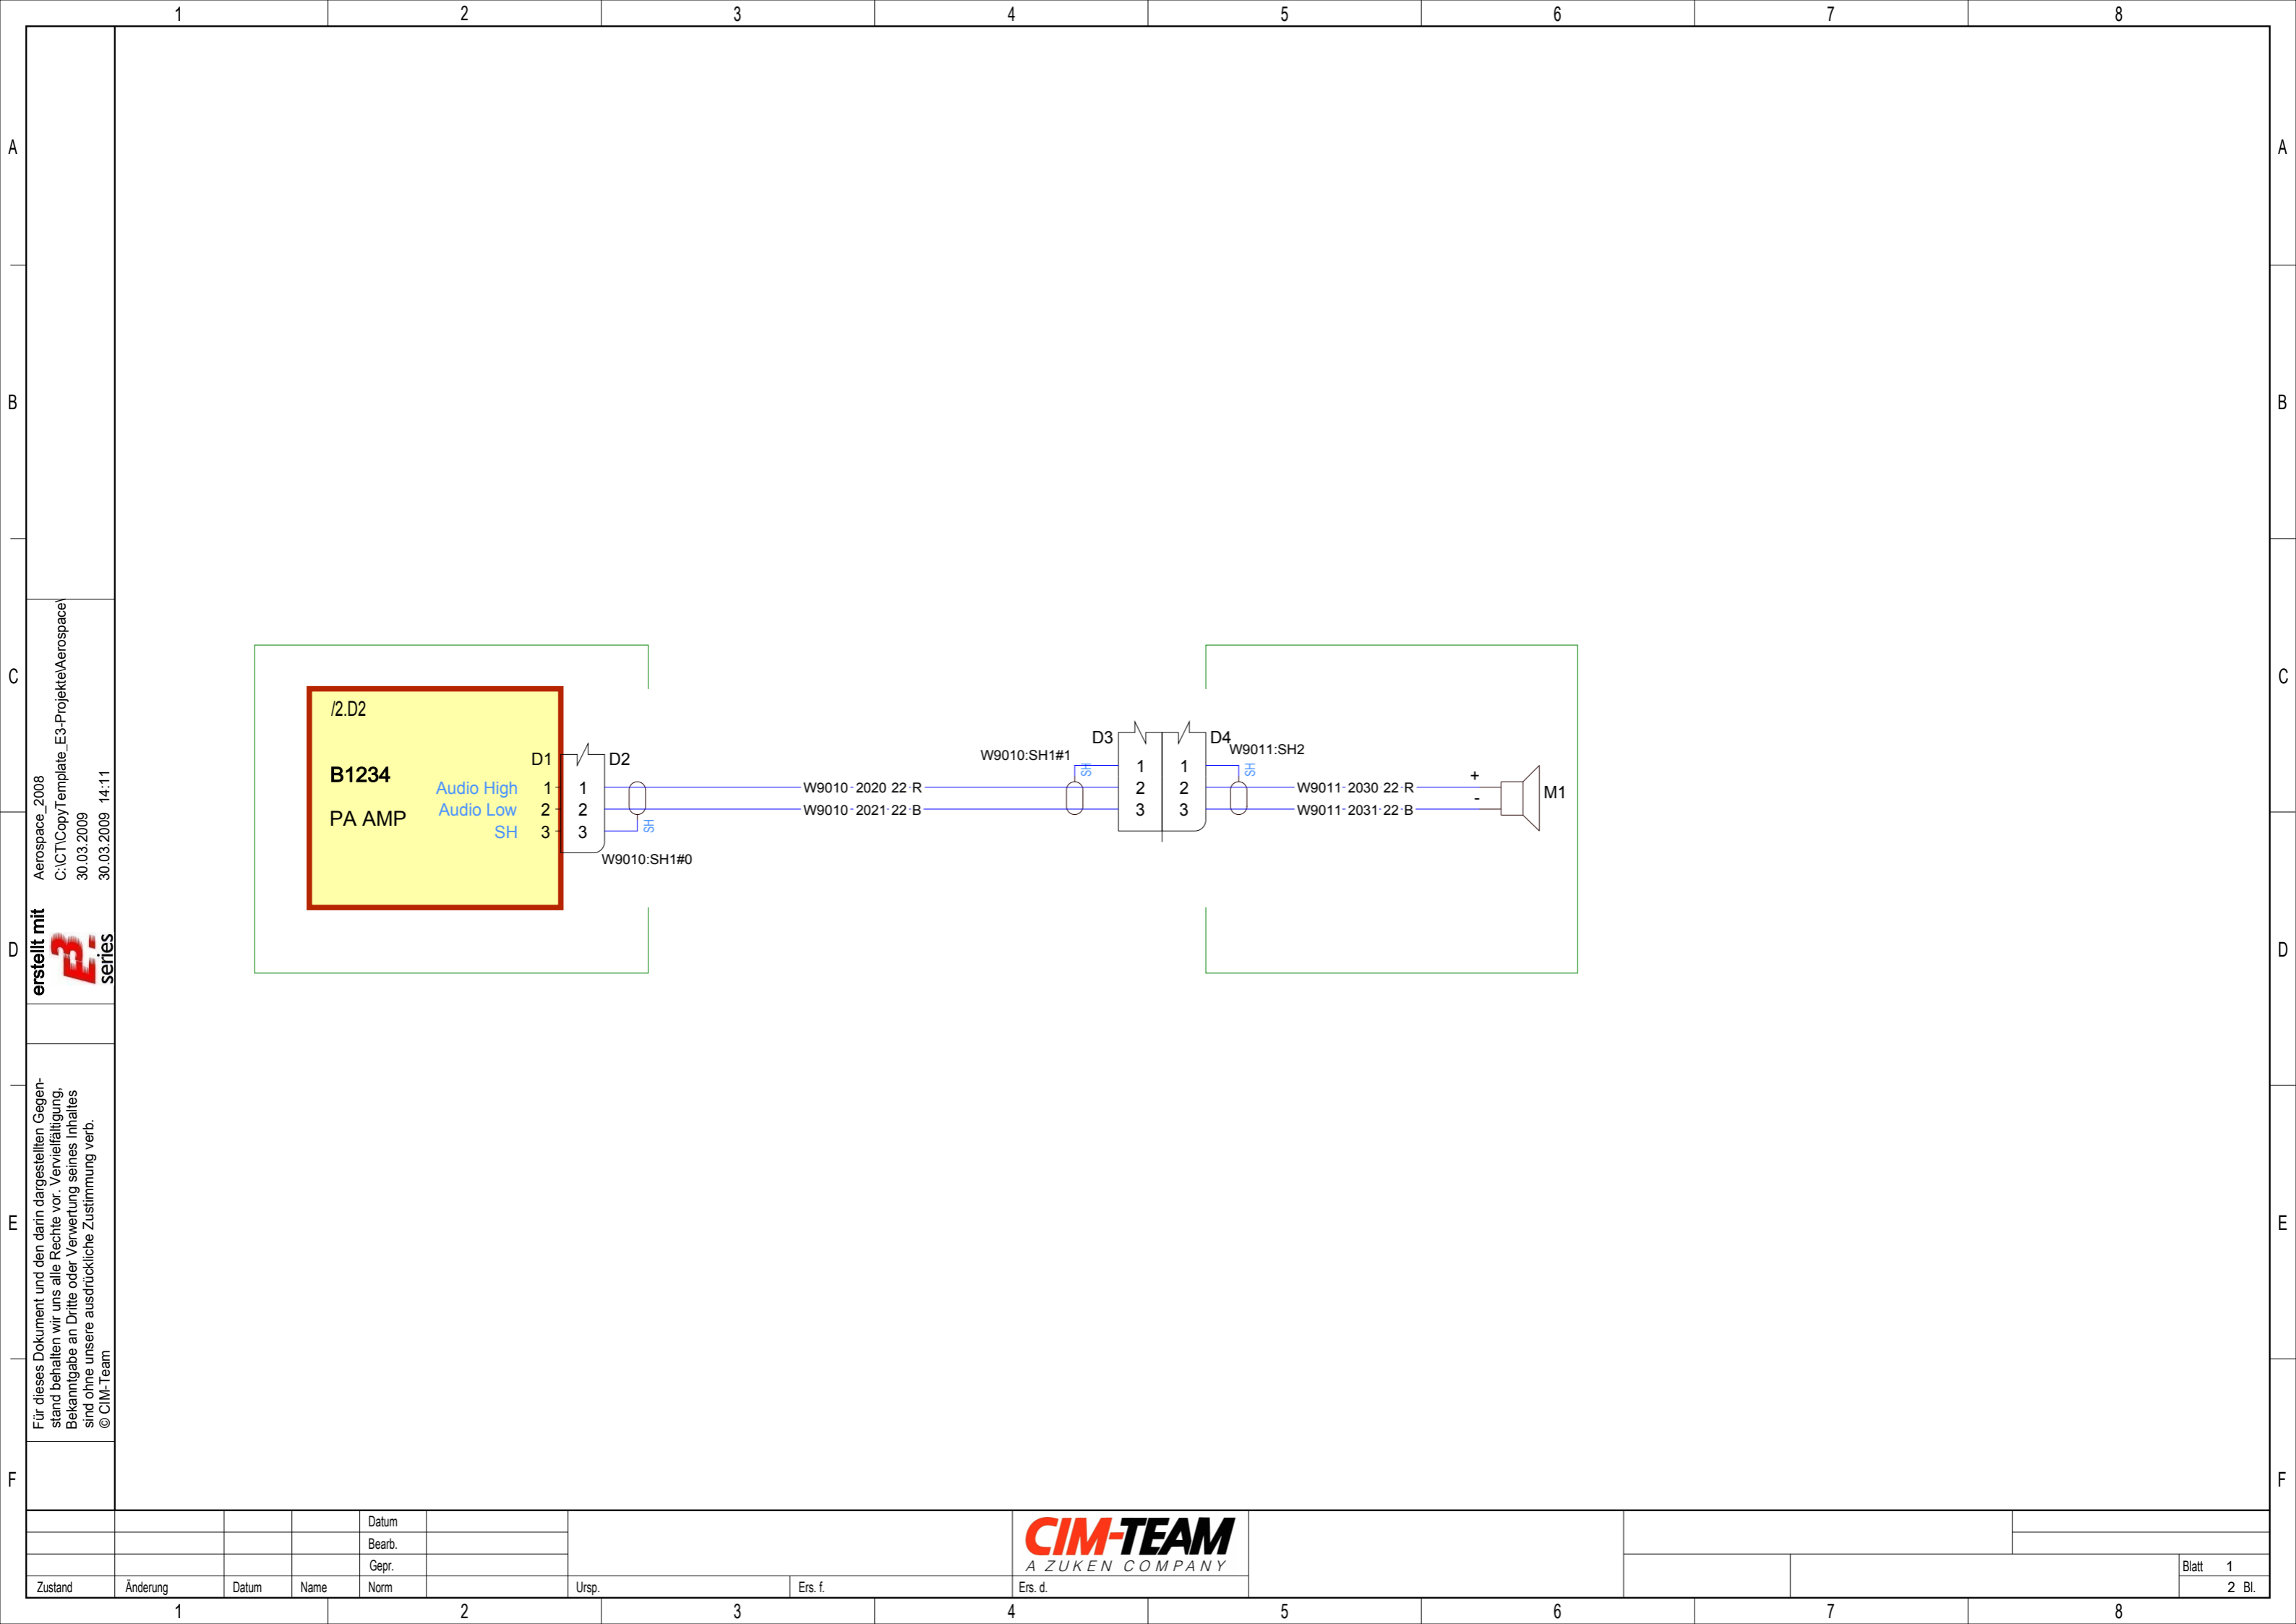 1 2 3 4 5 6 7 8
A A
B B
C C
D D
E E
F F
Aerospace_2008
C:\CT\CopyTemplate_E3-Projekte\Aerospace\
30.03.2009
30.03.2009 14:11
erstellt mit
E3.
series
Für dieses Dokument und den darin dargestellten Gegen-
stand behalten wir uns alle Rechte vor. Vervielfältigung,
Bekanntgabe an Dritte oder Verwertung seines Inhaltes
sind ohne unsere ausdrückliche Zustimmung verb.
© CIM-Team
/2.D2
B1234
PA AMP
D1 D2
Audio High 1 1
Audio Low 2 2
SH 3 3
SH
W9010:SH1#0
W9010-2020 22-R
W9010-2021-22-B
W9010:SH1#1
SH
D3 D4
1 1
2 2
3 3
W9011:SH2
SH
W9011-2030 22-R
W9011-2031-22-B
+
-
M1
Datum
Bearb.
Gepr.
Zustand Änderung Datum Name Norm
Ursp. Ers. f. Ers. d.
CIM-TEAM
A ZUKEN COMPANY
Blatt 1
2 Bl.
1 2 3 4 5 6 7 8